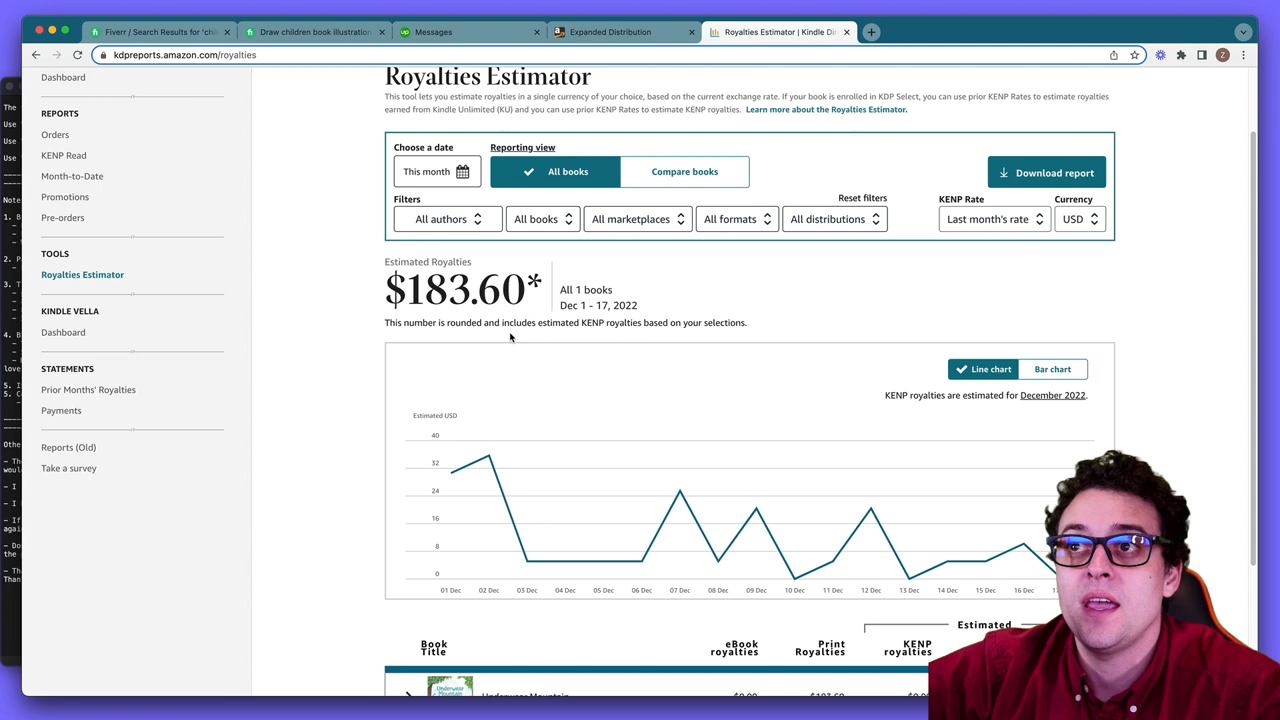 Fiverr / Search Results for 'chil
Draw children book illustration
Messages
Expanded Distribution
Royalties Estimator | Kindle Di
kdpreports.amazon.com/royalties
Z
Dashboard
REPORTS
Orders
KENP Read
Month-to-Date
Promotions
Pre-orders
TOOLS
Royalties Estimator
KINDLE VELLA
Dashboard
STATEMENTS
Prior Months' Royalties
Payments
Reports (Old)
Take a survey
Royalties Estimator
This tool lets you estimate royalties in a single currency of your choice, based on the current exchange rate. If your book is enrolled in KDP Select, you can use prior KENP Rates to estimate royalties
earned from Kindle Unlimited (KU) and you can use prior KENP Rates to estimate KENP royalties. Learn more about the Royalties Estimator.
Choose a date
Reporting view
This month
All books
Compare books
Download report
Filters
Reset filters
KENP Rate
Currency
All authors
All books
All marketplaces
All formats
All distributions
Last month's rate
USD
Estimated Royalties
$183.60*
All 1 books
Dec 1 - 17, 2022
This number is rounded and includes estimated KENP royalties based on your selections.
Line chart
Bar chart
KENP royalties are estimated for December 2022.
Estimated USD
40
32
24
16
8
0
01 Dec 02 Dec 03 Dec 04 Dec 05 Dec 06 Dec 07 Dec 08 Dec 09 Dec 10 Dec 11 Dec 12 Dec 13 Dec 14 Dec 15 Dec 16 Dec
Estimated
Book Title
eBook royalties
Print Royalties
KENP royalties
Underwear Mountain